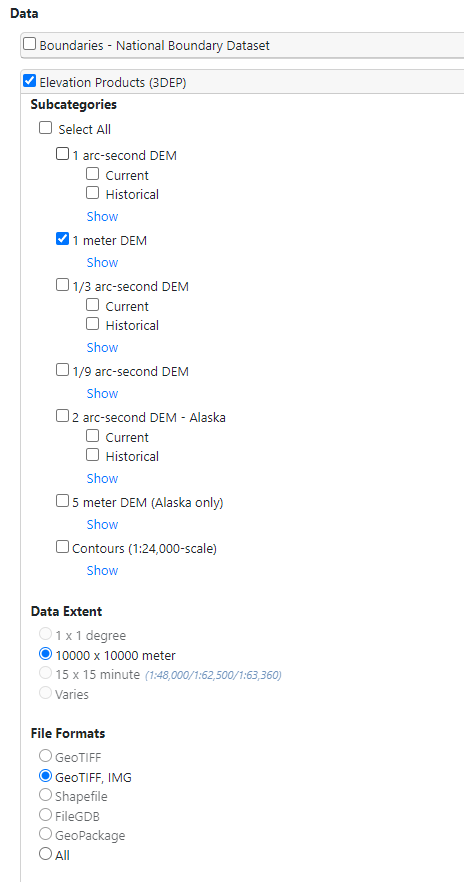 Data
Boundaries - National Boundary Dataset
Elevation Products (3DEP)
Subcategories
Select All
1 arc-second DEM
Current
Historical
Show
1 meter DEM
Show
1/3 arc-second DEM
Current
Historical
Show
1/9 arc-second DEM
Show
2 arc-second DEM - Alaska
Current
Historical
Show
5 meter DEM (Alaska only)
Show
Contours (1:24,000-scale)
Show
Data Extent
1 x 1 degree
10000 x 10000 meter
15 x 15 minute (1:48,000/1:62,500/1:63,360)
Varies
File Formats
GeoTIFF
GeoTIFF, IMG
Shapefile
FileGDB
GeoPackage
All